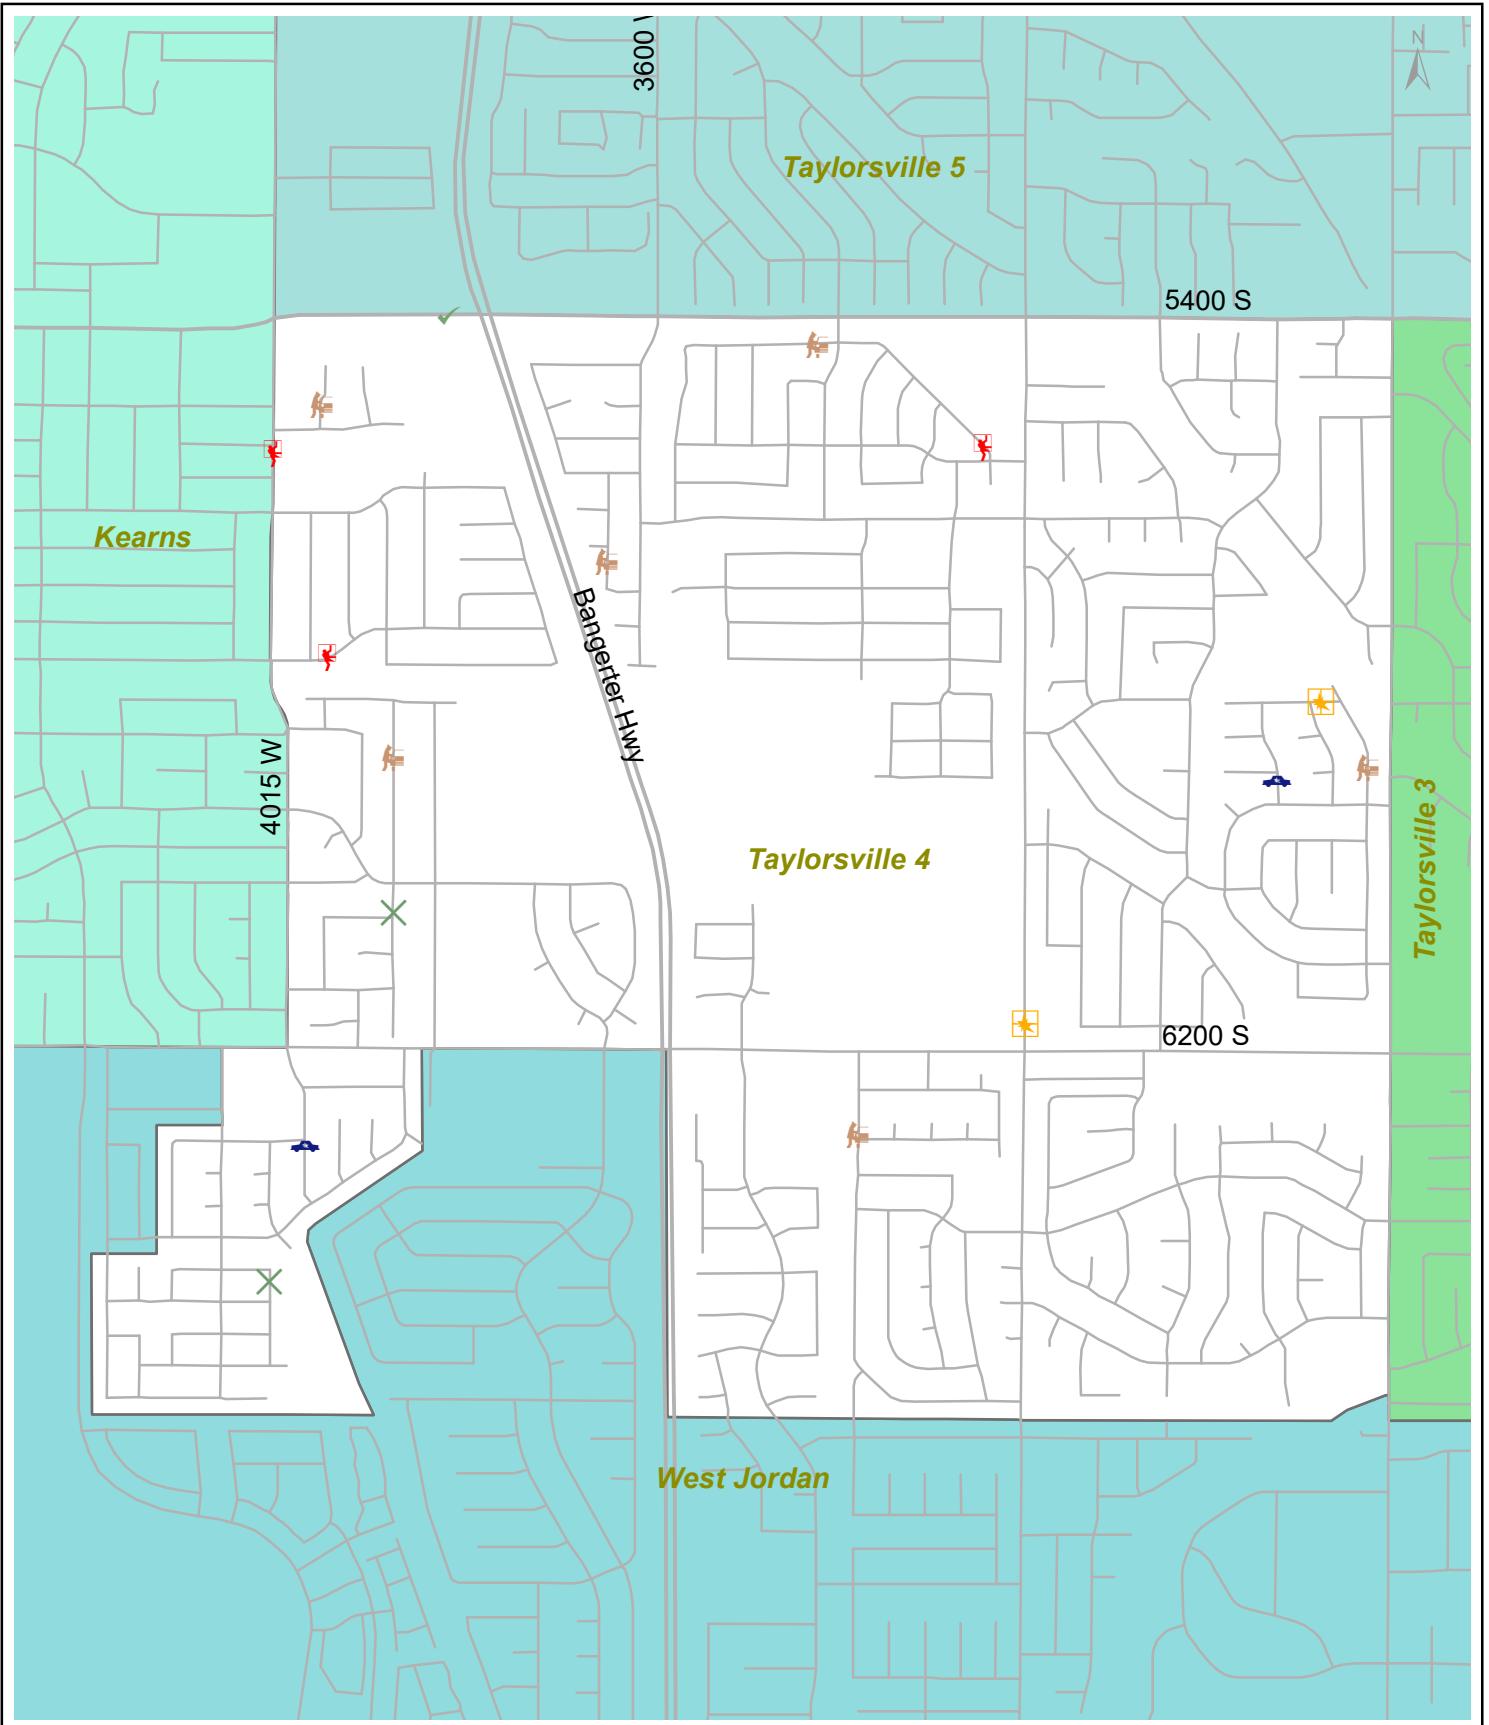 3600 W
N
Taylorsville 5
5400 S
Kearns
Bangerter Hwy
4015 W
Taylorsville 4
Taylorsville 3
6200 S
West Jordan